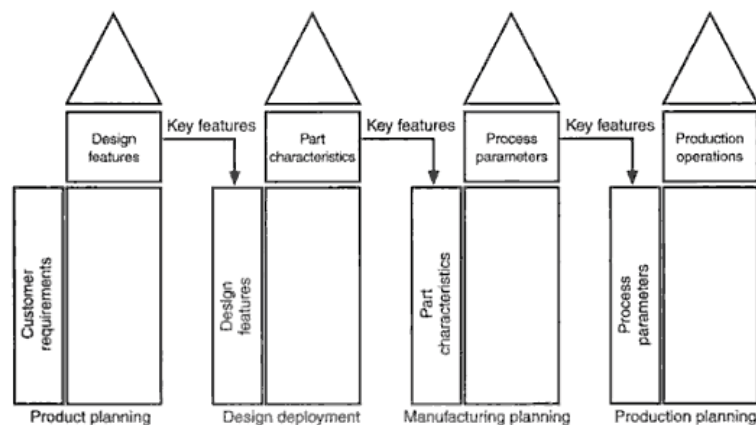 Design
features
Key features
Part
characteristics
Key features
Process
parameters
Key features
Production
operations
Customer
requirements
Design
features
Part
characteristics
Process
parameters
Product planning
Design deployment
Manufacturing planning
Production planning